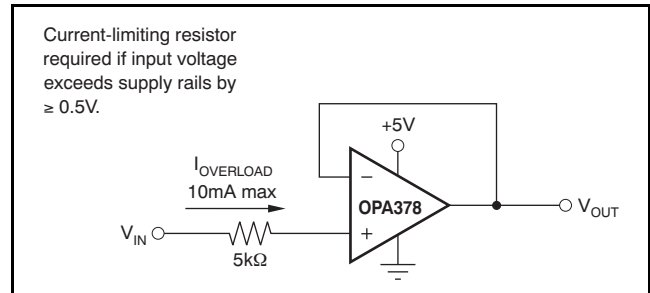 Current-limiting resistor
required if input voltage
exceeds supply rails by
≥ 0.5V.
+5V
I_OVERLOAD
10mA max
−
OPA378
V_OUT
V_IN
+
5kΩ